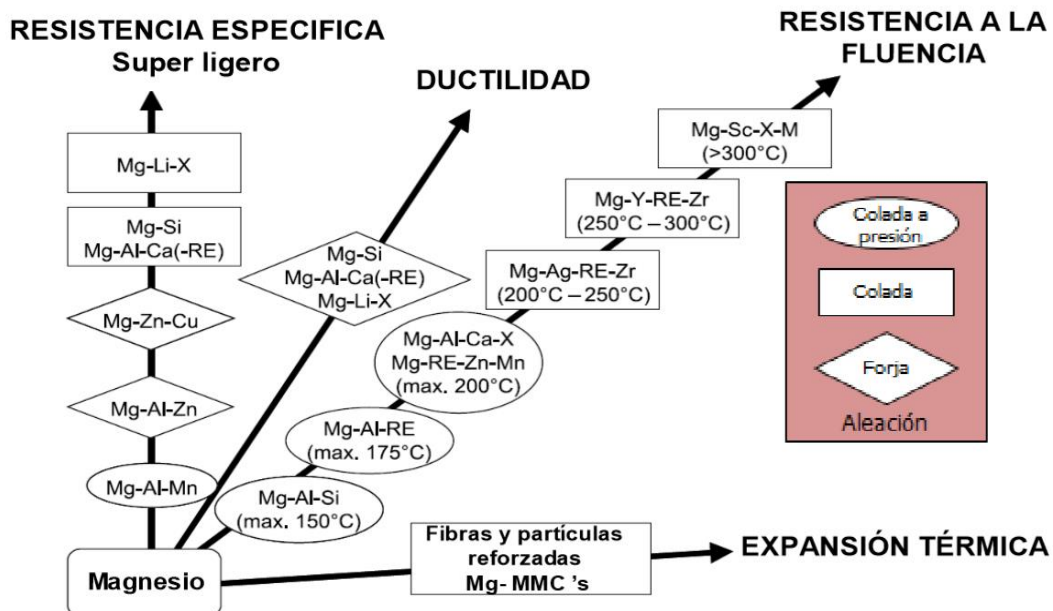 RESISTENCIA ESPECIFICA
Super ligero
Mg-Li-X
Mg-Si
Mg-Al-Ca(-RE)
Mg-Zn-Cu
Mg-Al-Zn
Mg-Al-Mn
Magnesio
DUCTILIDAD
Mg-Si
Mg-Al-Ca(-RE)
Mg-Li-X
RESISTENCIA A LA
FLUENCIA
Mg-Sc-X-M
(>300°C)
Mg-Y-RE-Zr
(250°C – 300°C)
Mg-Ag-RE-Zr
(200°C – 250°C)
Mg-Al-Ca-X
Mg-RE-Zn-Mn
(max. 200°C)
Mg-Al-RE
(max. 175°C)
Mg-Al-Si
(max. 150°C)
Fibras y partículas
reforzadas
Mg- MMC 's
EXPANSIÓN TÉRMICA
Colada a
presión
Colada
Forja
Aleación